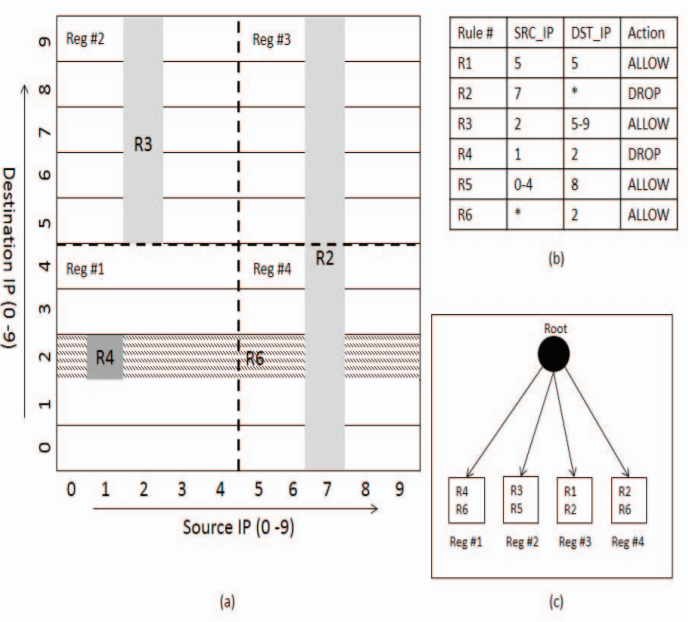 Reg #2
Reg #3
R3
Reg #1
Reg #4
R2
R4
R6
Destination IP (0 -9)
9
8
7
6
5
4
3
2
1
0
0 1 2 3 4 5 6 7 8 9
Source IP (0 -9)
(a)
Rule # SRC_IP DST_IP Action
R1 5 5 ALLOW
R2 7 * DROP
R3 2 5-9 ALLOW
R4 1 2 DROP
R5 0-4 8 ALLOW
R6 * 2 ALLOW
(b)
Root
R4
R6
Reg #1
R3
R5
Reg #2
R1
R2
Reg #3
R2
R6
Reg #4
(c)